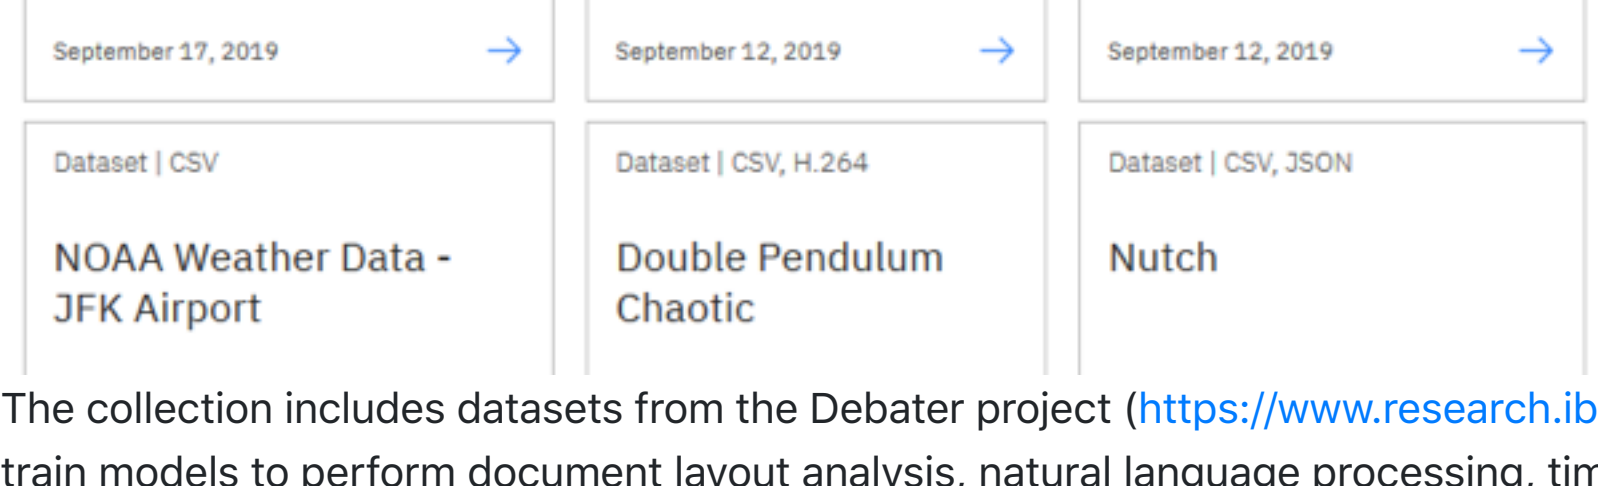 September 17, 2019 →
September 12, 2019 →
September 12, 2019 →
Dataset | CSV
NOAA Weather Data -
JFK Airport
Dataset | CSV, H.264
Double Pendulum
Chaotic
Dataset | CSV, JSON
Nutch
The collection includes datasets from the Debater project (https://www.research.ib
train models to perform document layout analysis, natural language processing, tim